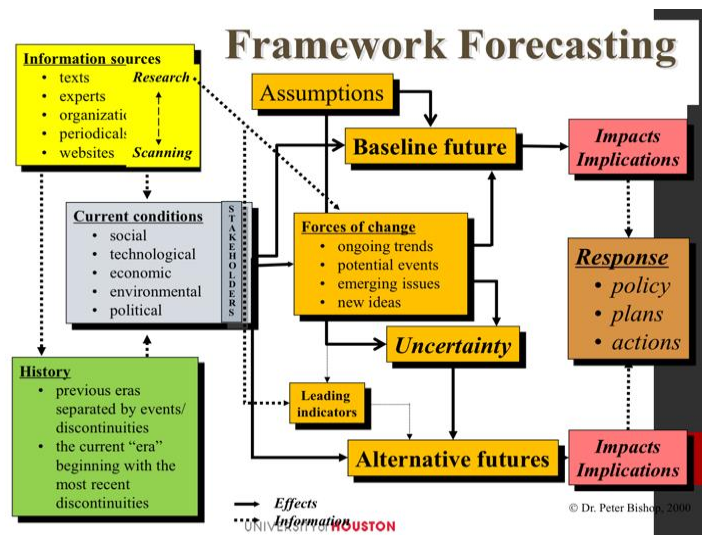 Framework Forecasting
Information sources
• texts
• experts
• organizatic
• periodicals
• websites
Research
Scanning
Assumptions
Baseline future
Impacts
Implications
Current conditions
• social
• technological
• economic
• environmental
• political
STAKEHOLDERS
Forces of change
• ongoing trends
• potential events
• emerging issues
• new ideas
Response
• policy
• plans
• actions
Uncertainty
History
• previous eras
separated by events/
discontinuities
• the current “era”
beginning with the
most recent
discontinuities
Leading
indicators
Alternative futures
Impacts
Implications
Effects
Information
UNIVERSITY of HOUSTON
© Dr. Peter Bishop, 2000